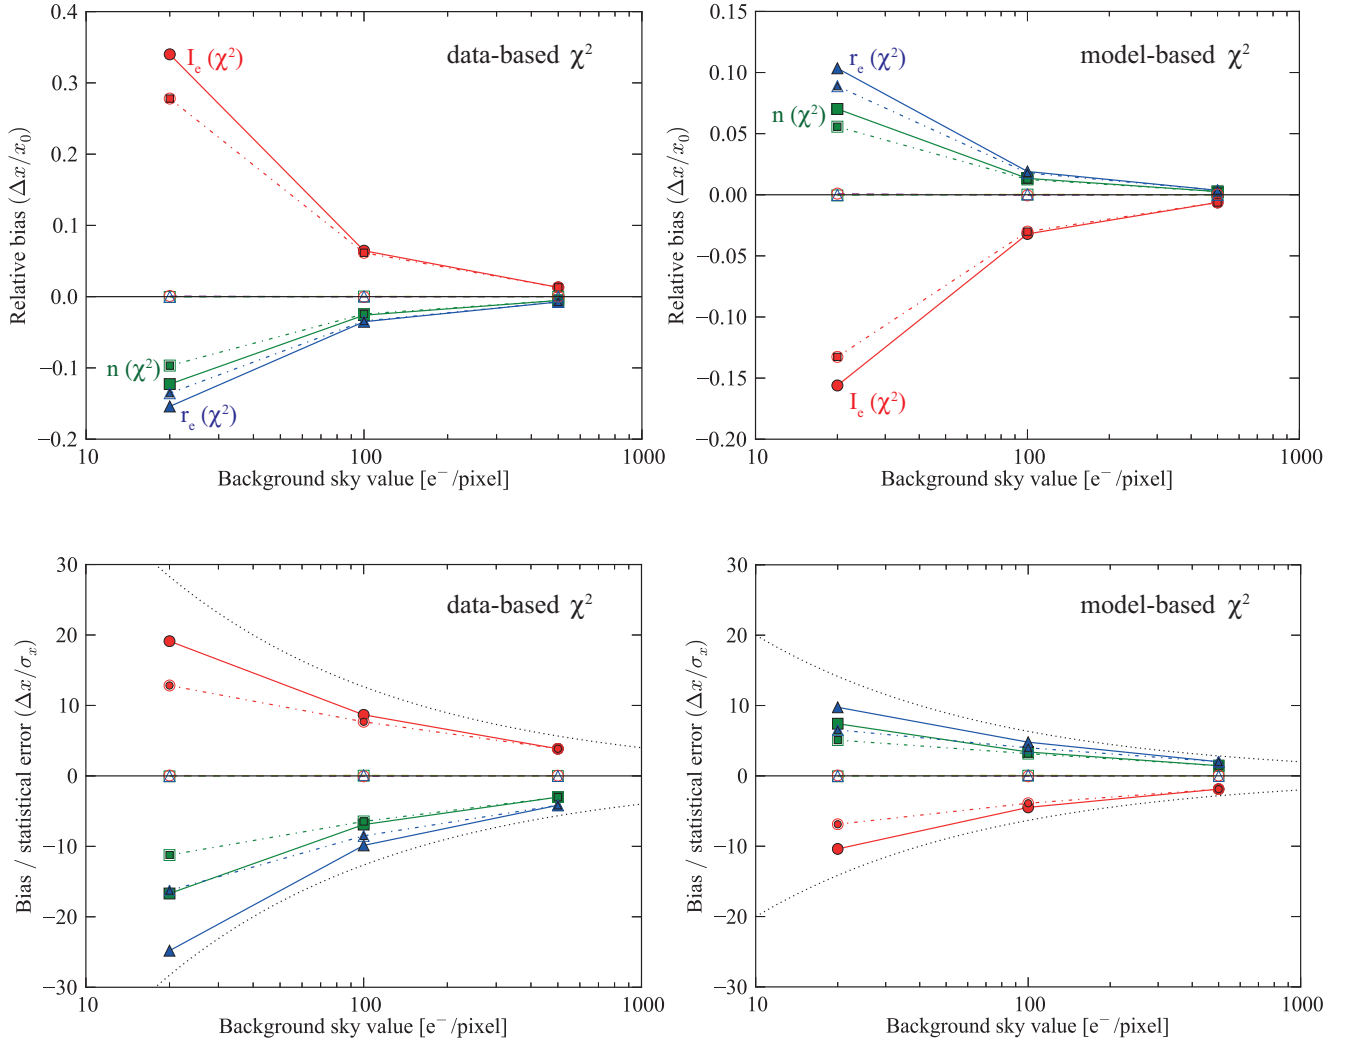 data-based χ²
I_e (χ²)
n (χ²)
r_e (χ²)
0.4
0.3
0.2
0.1
0.0
−0.1
−0.2
Relative bias (Δx/x₀)
10
100
1000
Background sky value [e⁻/pixel]
model-based χ²
r_e (χ²)
n (χ²)
I_e (χ²)
0.15
0.10
0.05
0.00
−0.05
−0.10
−0.15
−0.20
Relative bias (Δx/x₀)
10
100
1000
Background sky value [e⁻/pixel]
data-based χ²
30
20
10
0
−10
−20
−30
Bias / statistical error (Δx/σₓ)
10
100
1000
Background sky value [e⁻/pixel]
model-based χ²
30
20
10
0
−10
−20
−30
Bias / statistical error (Δx/σₓ)
10
100
1000
Background sky value [e⁻/pixel]